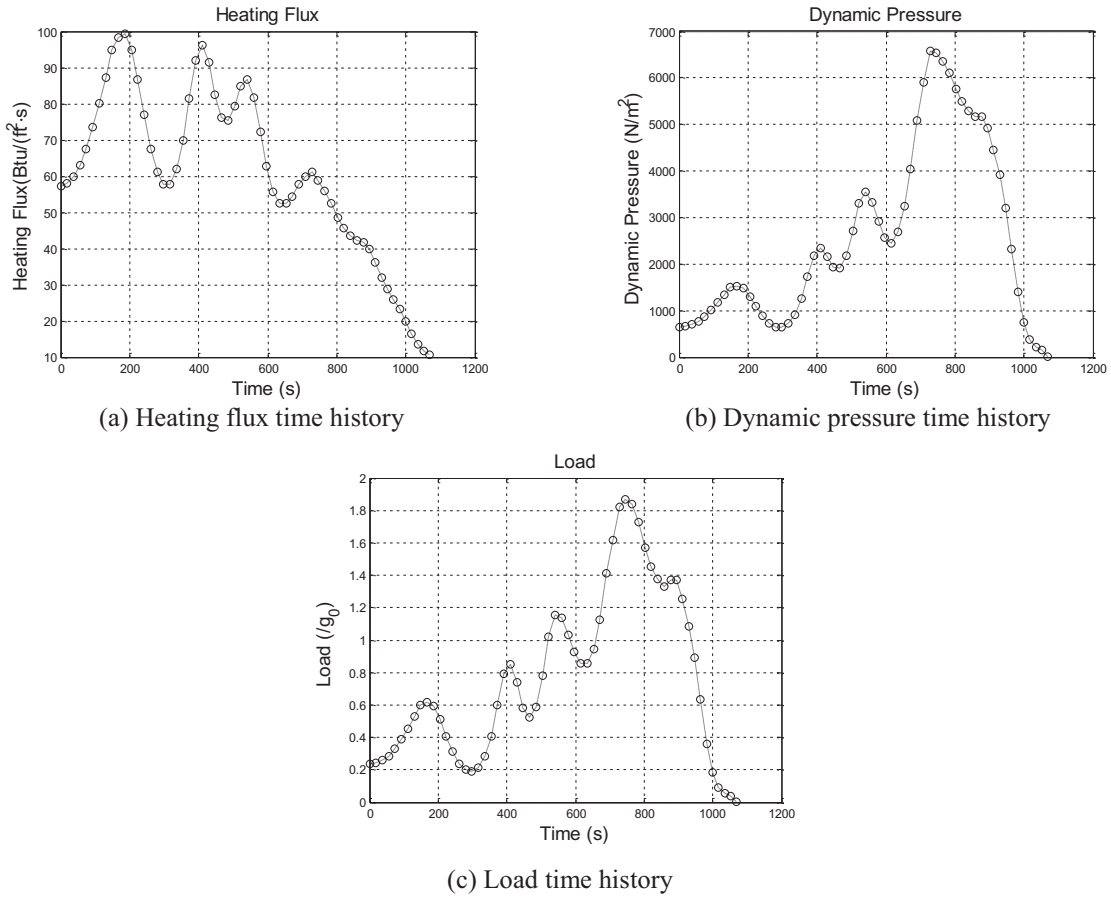 Heating Flux
100
90
80
70
60
50
40
30
20
10
Heating Flux(Btu/(ft²·s)
0 200 400 600 800 1000 1200
Time (s)
(a) Heating flux time history
Dynamic Pressure
7000
6000
5000
4000
3000
2000
1000
0
Dynamic Pressure (N/m²)
0 200 400 600 800 1000 1200
Time (s)
(b) Dynamic pressure time history
Load
2
1.8
1.6
1.4
1.2
1
0.8
0.6
0.4
0.2
0
Load (/g₀)
0 200 400 600 800 1000 1200
Time (s)
(c) Load time history